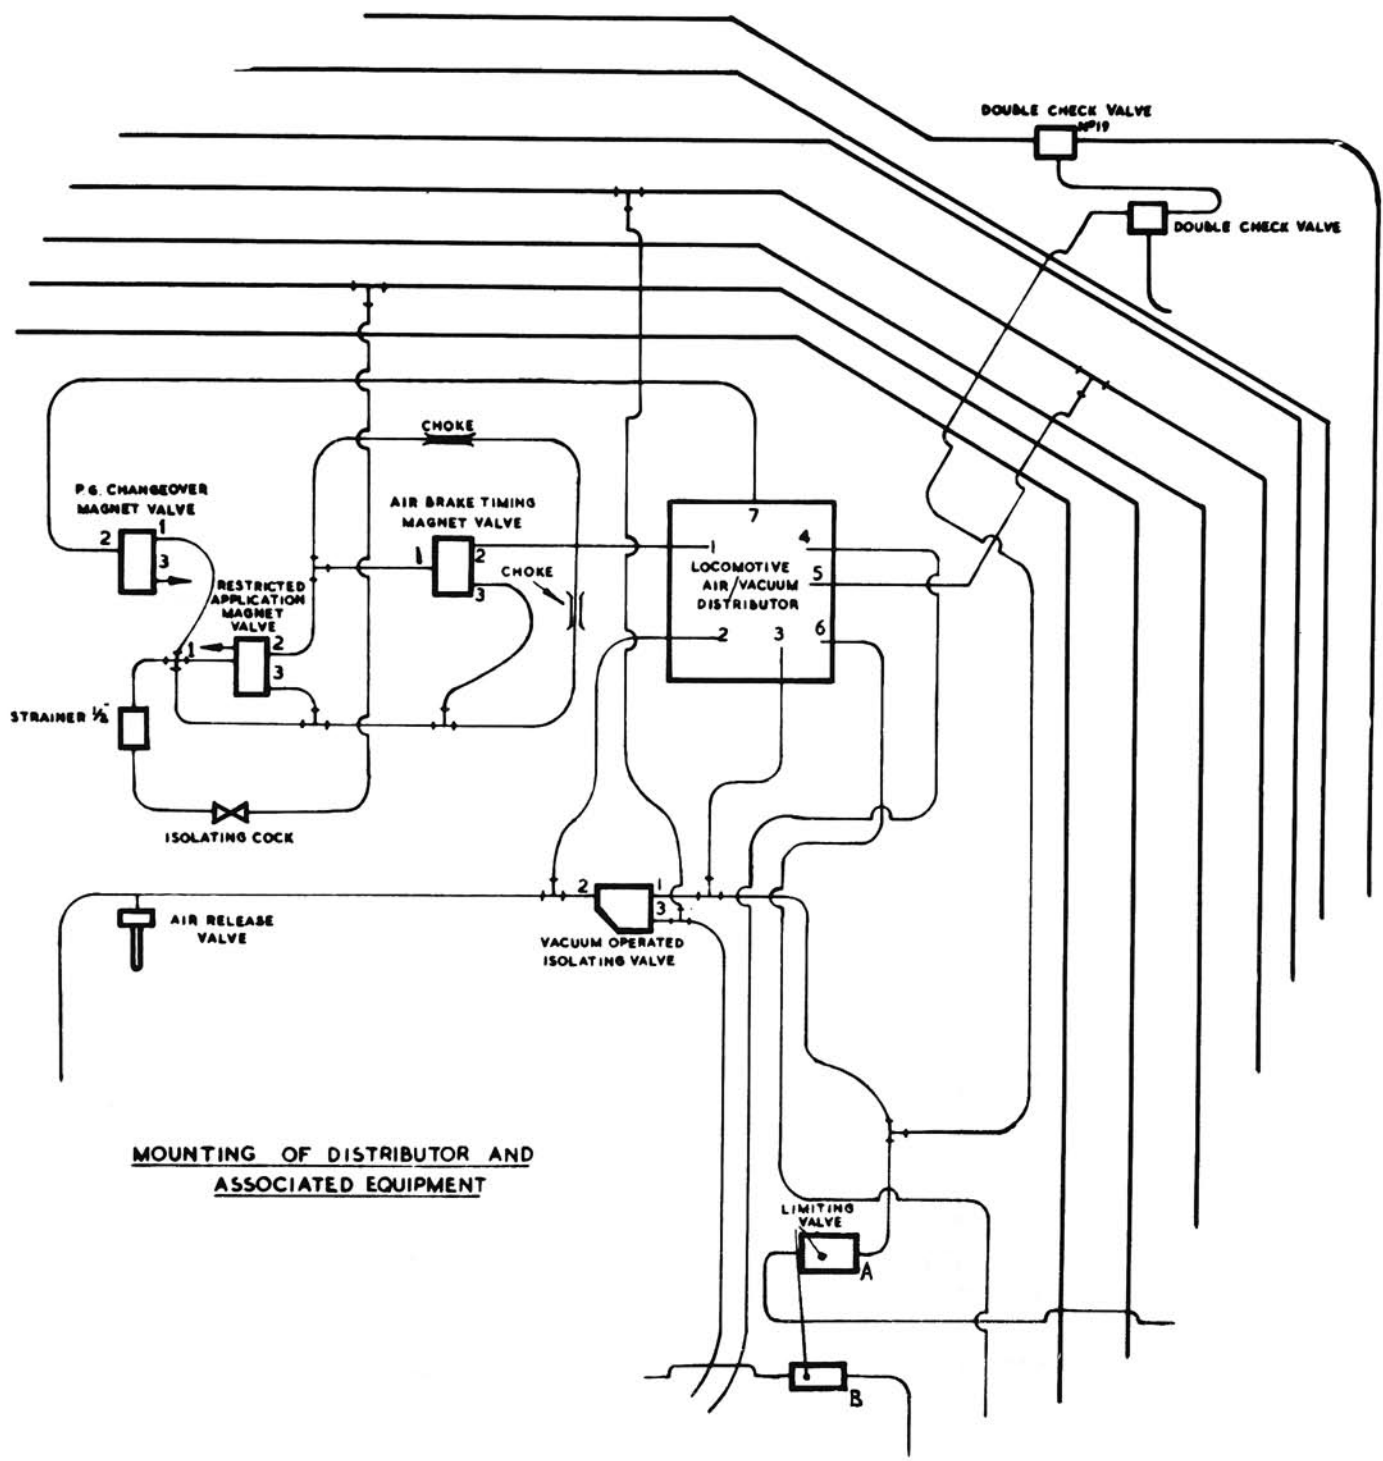 DOUBLE CHECK VALVE
Nº19
DOUBLE CHECK VALVE
CHOKE
P.G. CHANGEOVER
MAGNET VALVE
2
1
3
AIR BRAKE TIMING
MAGNET VALVE
1
2
3
CHOKE
7
1
4
LOCOMOTIVE
AIR/VACUUM
DISTRIBUTOR
5
2
3
6
RESTRICTED
APPLICATION
MAGNET
VALVE
1
2
3
STRAINER ½"
ISOLATING COCK
2
1
3
AIR RELEASE
VALVE
VACUUM OPERATED
ISOLATING VALVE
MOUNTING OF DISTRIBUTOR AND
ASSOCIATED EQUIPMENT
LIMITING
VALVE
A
B